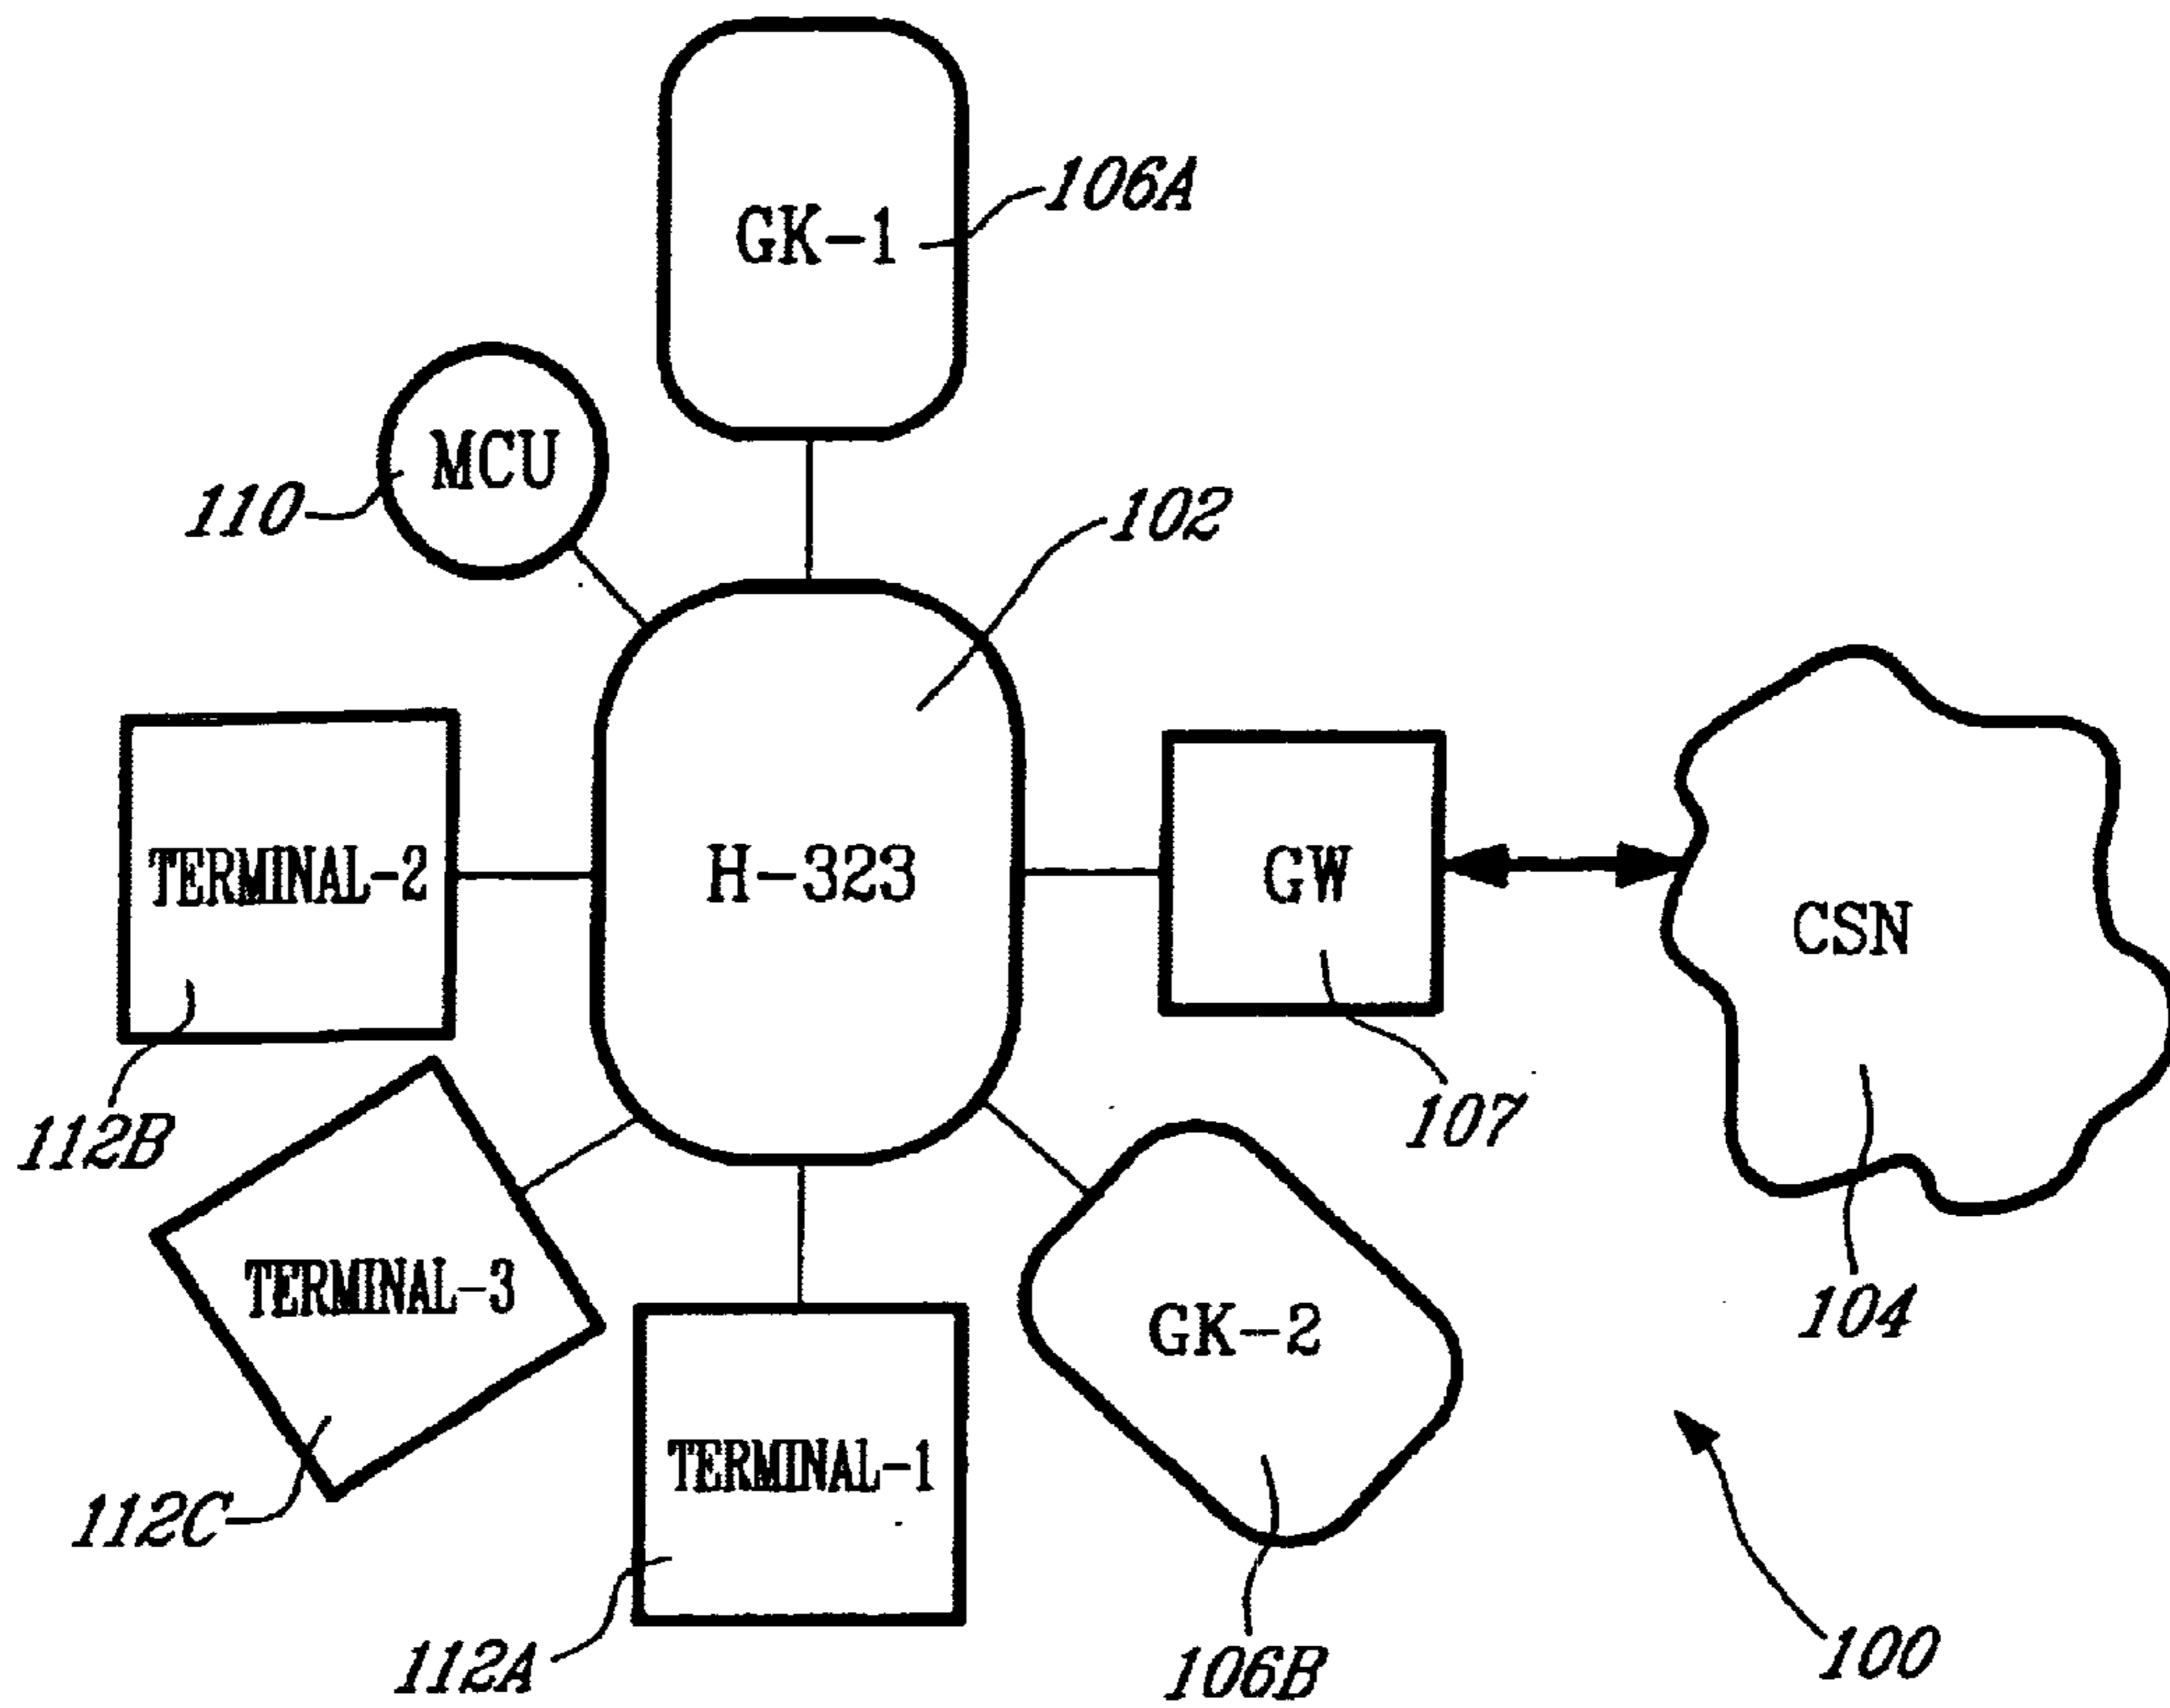 106A
GK-1
MCU
110
102
TERMINAL-2
H-323
GW
CSN
112B
107
TERMINAL-3
GK-2
104
TERMINAL-1
112C
112A
106B
100